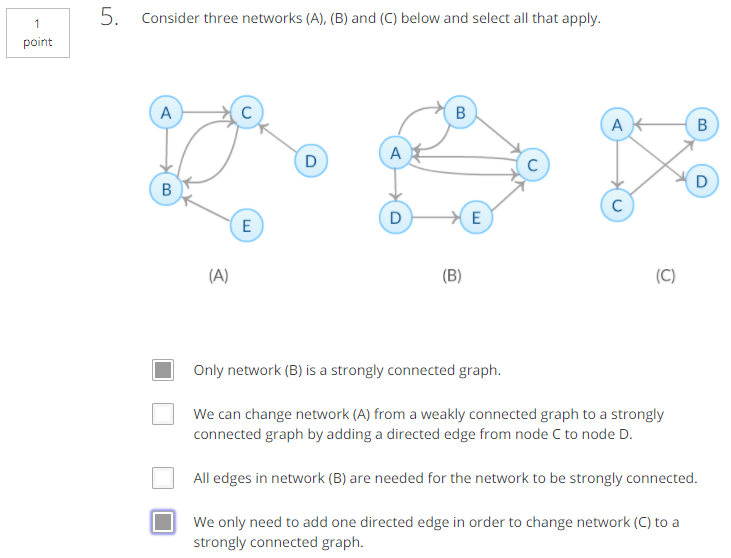 1
point
5. Consider three networks (A), (B) and (C) below and select all that apply.
A
C
D
B
E
(A)
B
A
C
D
E
(B)
A
B
D
C
(C)
Only network (B) is a strongly connected graph.
We can change network (A) from a weakly connected graph to a strongly
connected graph by adding a directed edge from node C to node D.
All edges in network (B) are needed for the network to be strongly connected.
We only need to add one directed edge in order to change network (C) to a
strongly connected graph.